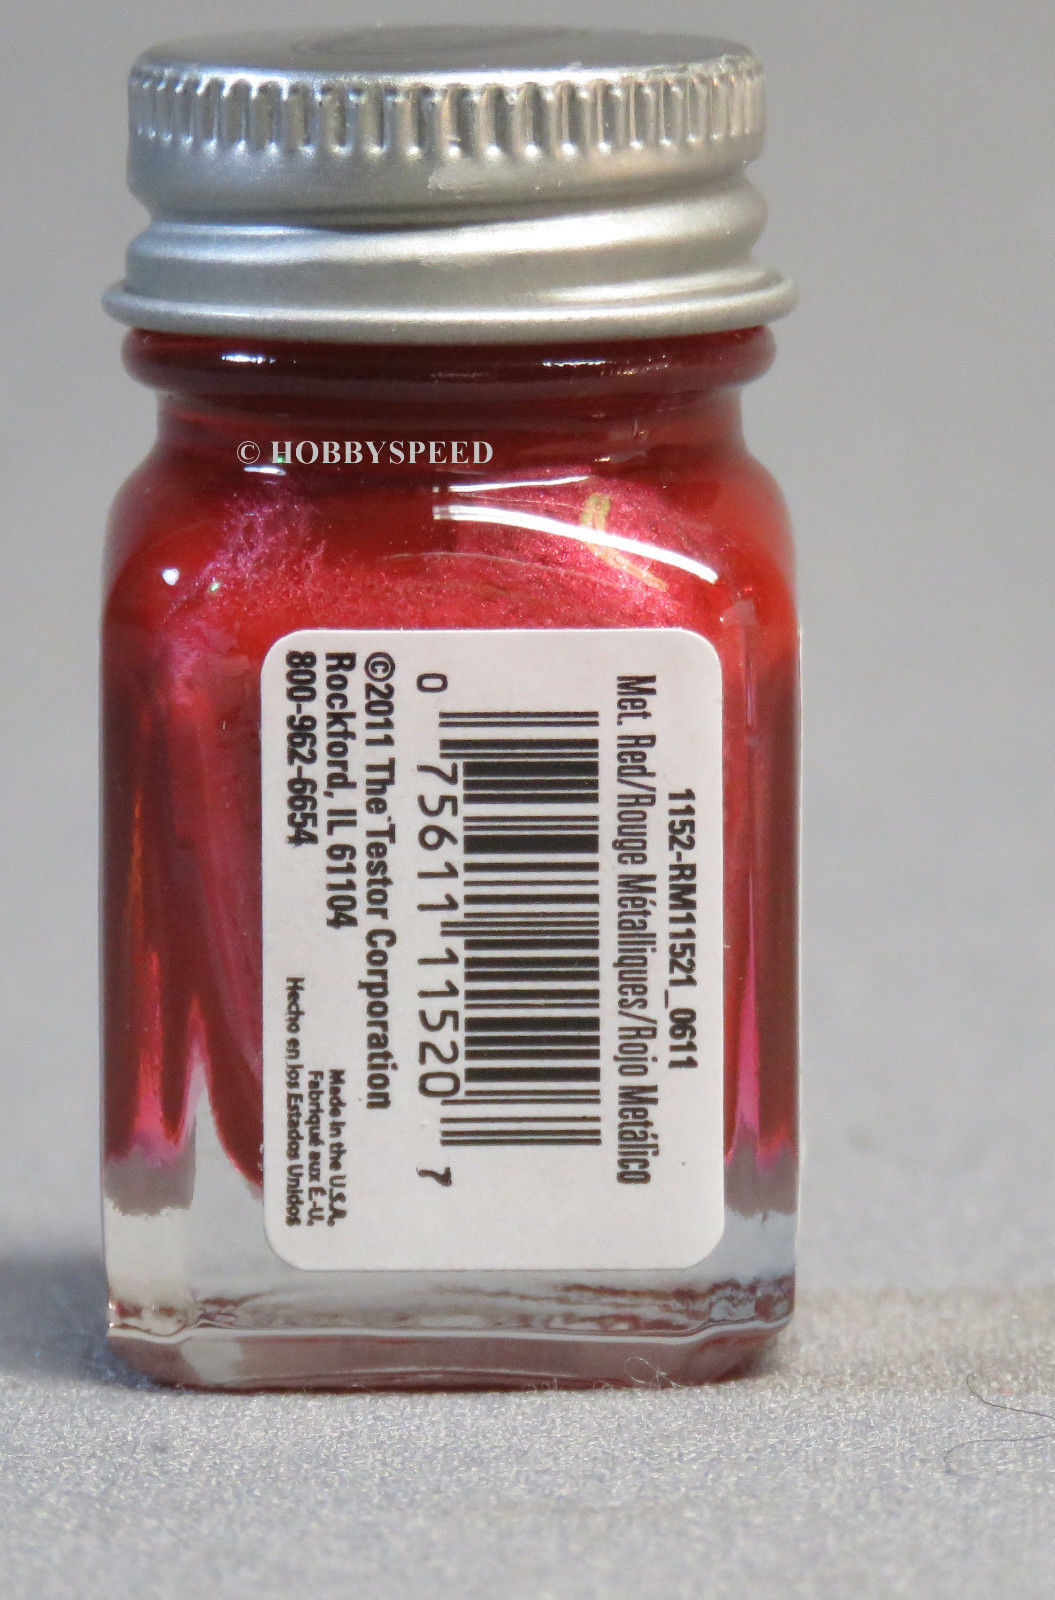 © HOBBYSPEED
1152-RM11521_0611
Met. Red/Rouge Métalliques/Rojo Metálico
0 75611 11520 7
©2011 The Testor Corporation
Rockford, IL 61104
800-962-6654
Made in the U.S.A.
Fabriqué aux É.-U.
Hecho en los Estados Unidos